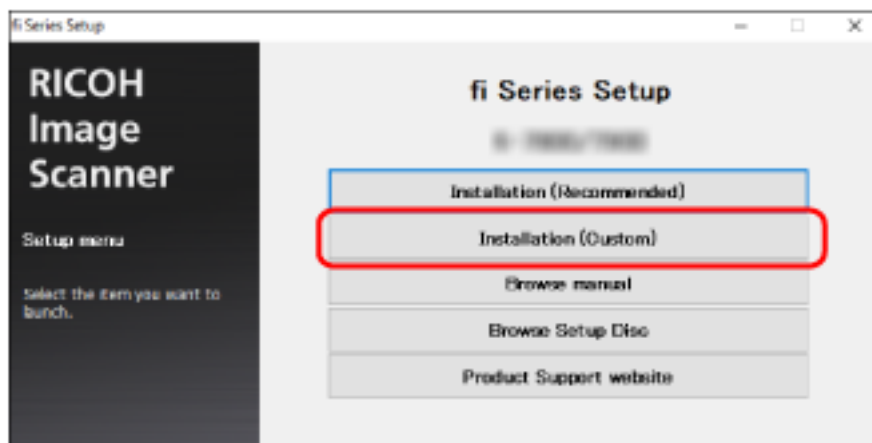 fi Series Setup
RICOH
Image
Scanner
Setup menu
Select the item you want to
launch.
fi Series Setup
Installation (Recommended)
Installation (Custom)
Browse manual
Browse Setup Disc
Product Support website